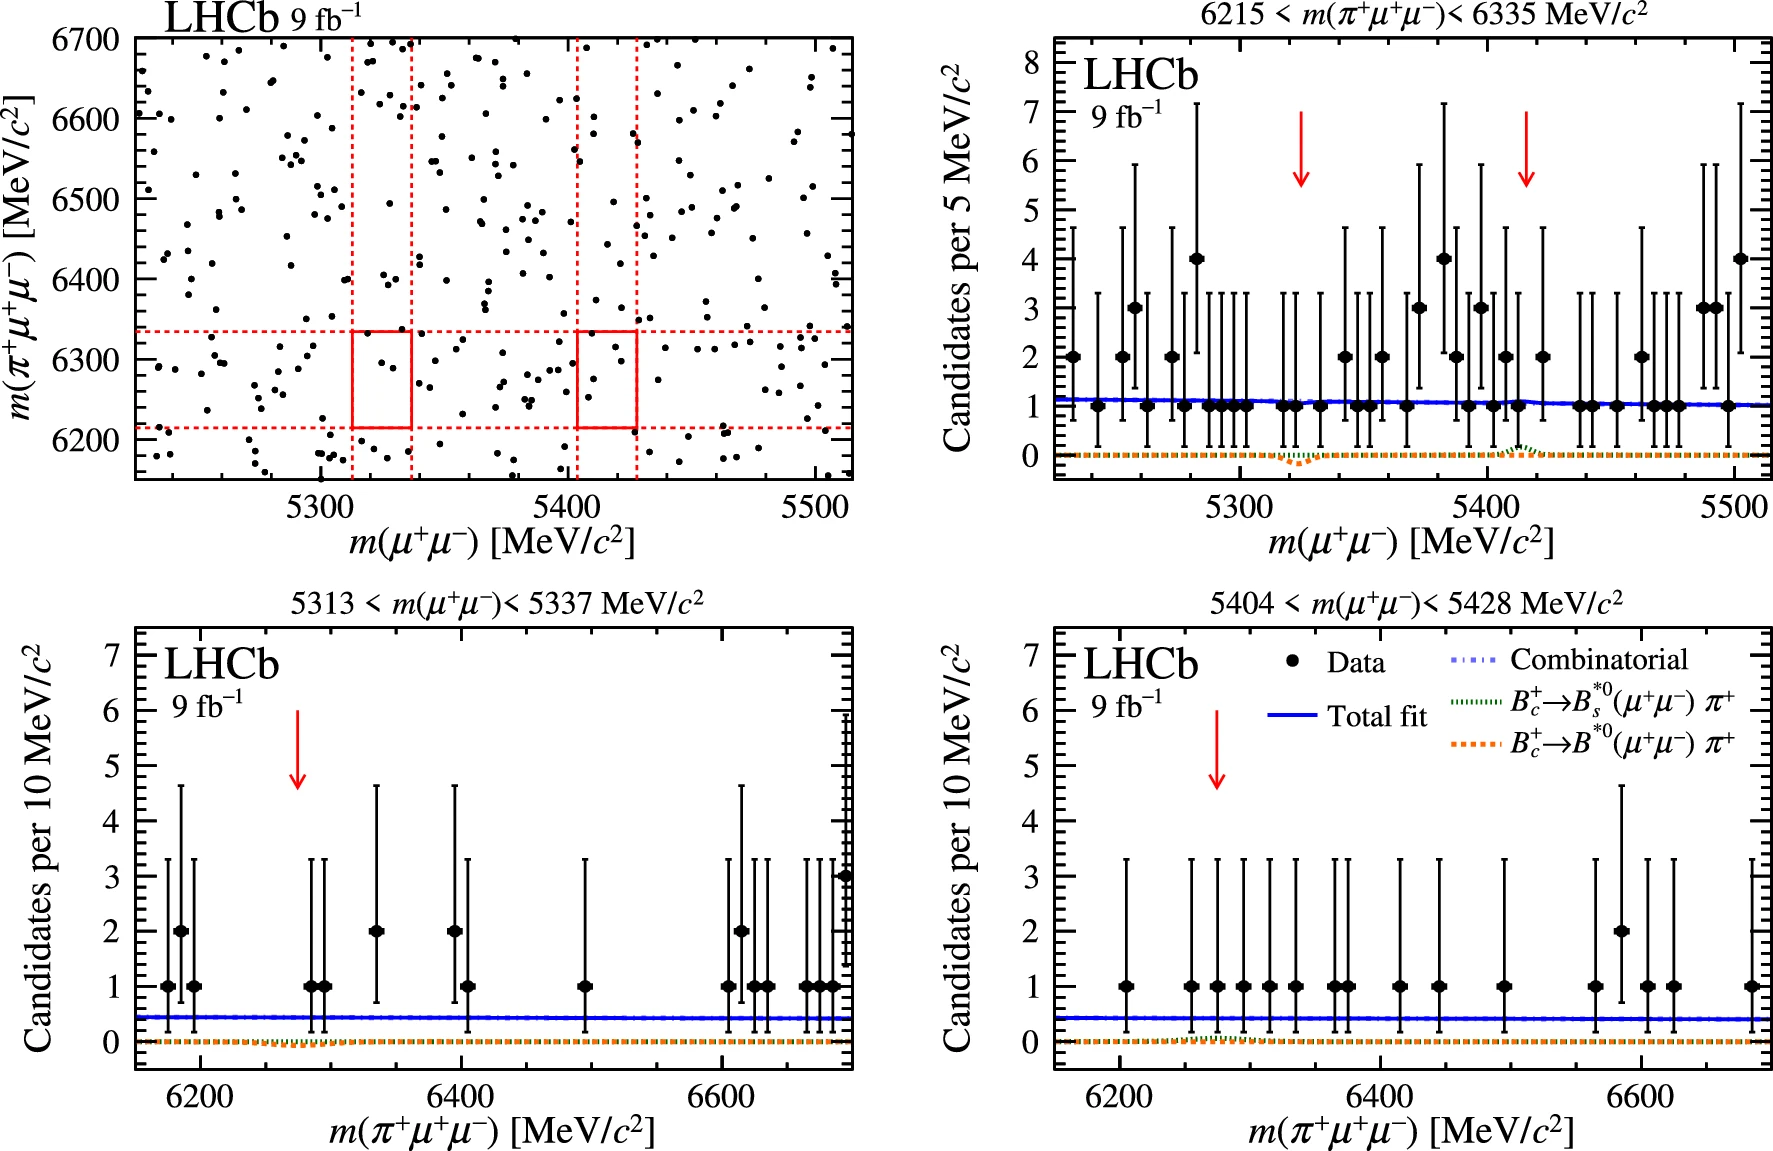 LHCb 9 fb⁻¹
6700
6600
6500
6400
6300
6200
m(π⁺μ⁺μ⁻) [MeV/c²]
5300 5400 5500
m(μ⁺μ⁻) [MeV/c²]
6215 < m(π⁺μ⁺μ⁻)< 6335 MeV/c²
LHCb
9 fb⁻¹
8
7
6
5
4
3
2
1
0
Candidates per 5 MeV/c²
5300 5400 5500
m(μ⁺μ⁻) [MeV/c²]
5313 < m(μ⁺μ⁻)< 5337 MeV/c²
LHCb
9 fb⁻¹
7
6
5
4
3
2
1
0
Candidates per 10 MeV/c²
6200 6400 6600
m(π⁺μ⁺μ⁻) [MeV/c²]
5404 < m(μ⁺μ⁻)< 5428 MeV/c²
LHCb
9 fb⁻¹
Data
Total fit
Combinatorial
B_c⁺→B_s*⁰(μ⁺μ⁻) π⁺
B_c⁺→B*⁰(μ⁺μ⁻) π⁺
7
6
5
4
3
2
1
0
Candidates per 10 MeV/c²
6200 6400 6600
m(π⁺μ⁺μ⁻) [MeV/c²]